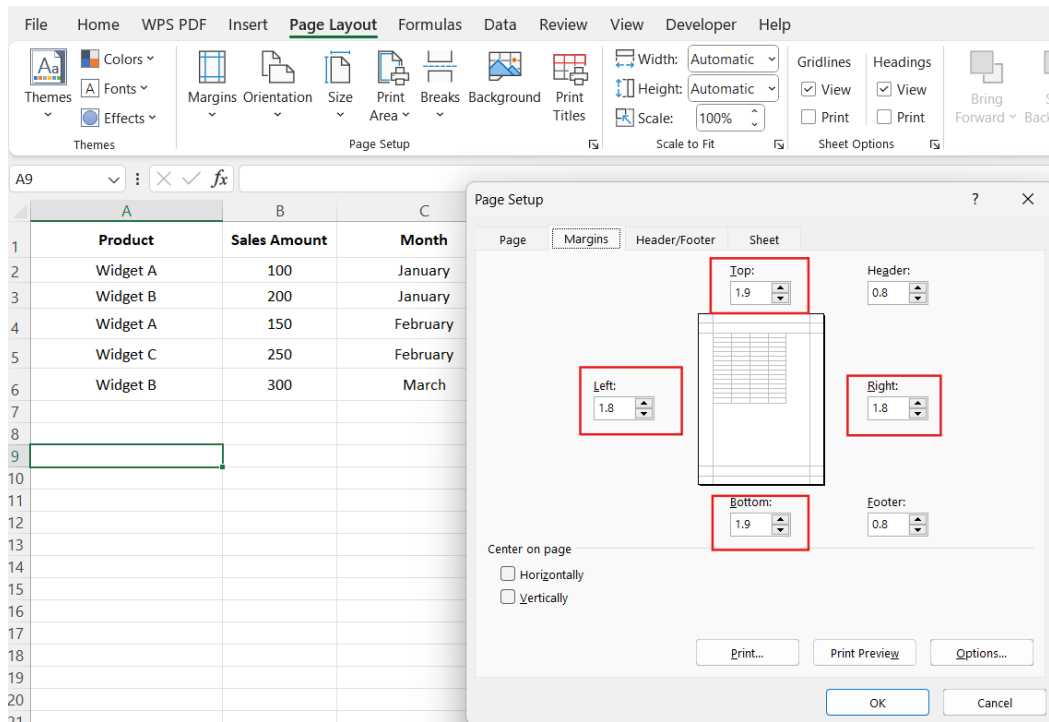 File Home WPS PDF Insert Page Layout Formulas Data Review View Developer Help
Themes
Colors
Fonts
Effects
Themes
Margins
Orientation
Size
Print Area
Breaks
Background
Print Titles
Page Setup
Width: Automatic
Height: Automatic
Scale: 100%
Scale to Fit
Gridlines
View
Print
Headings
View
Print
Sheet Options
Bring Forward
A9
fx
A B C
1 Product Sales Amount Month
2 Widget A 100 January
3 Widget B 200 January
4 Widget A 150 February
5 Widget C 250 February
6 Widget B 300 March
7
8
9
10
11
12
13
14
15
16
17
18
19
20
21
Page Setup ?
Page Margins Header/Footer Sheet
Top:
1.9
Header:
0.8
Left:
1.8
Right:
1.8
Bottom:
1.9
Footer:
0.8
Center on page
Horizontally
Vertically
Print... Print Preview Options...
OK Cancel